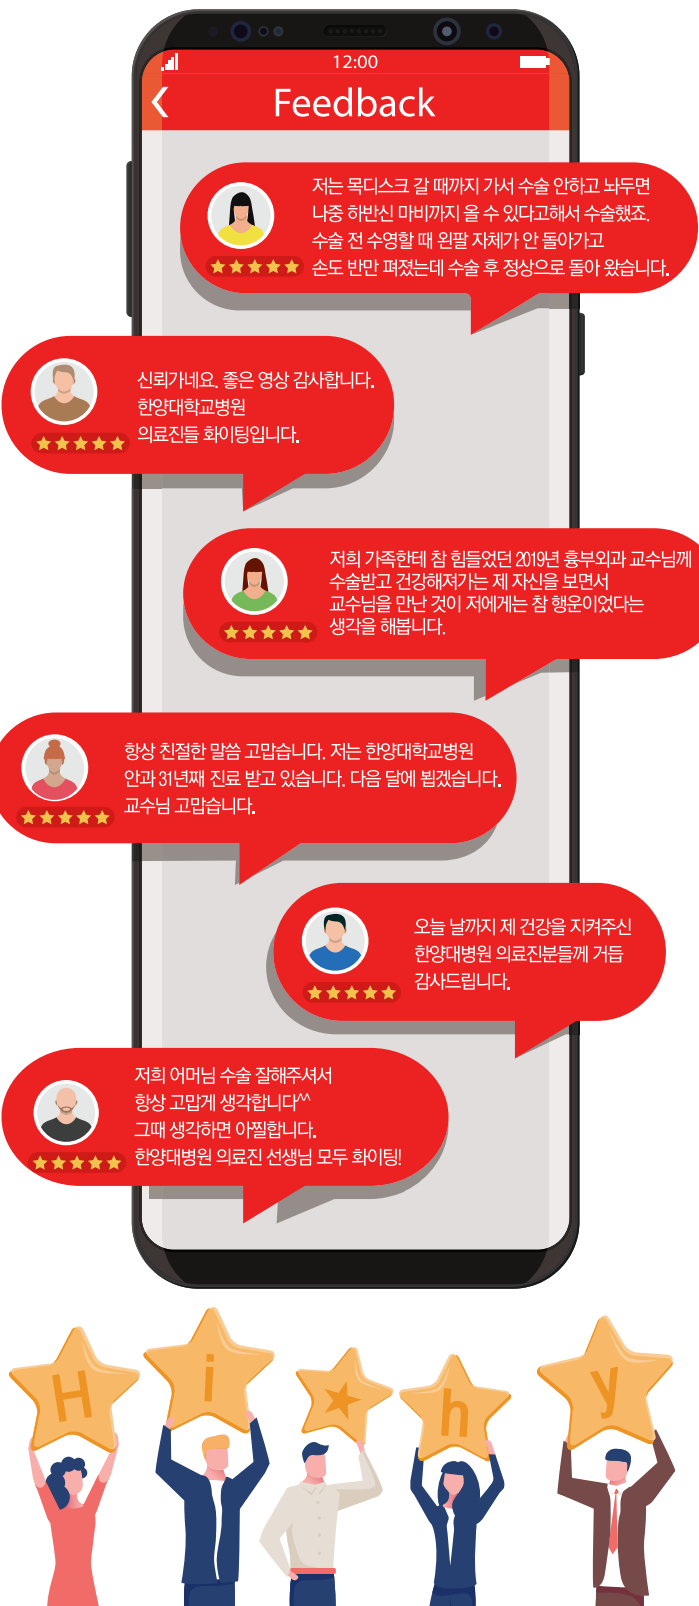 12:00
Feedback
저는 목디스크 갈 때까지 가서 수술 안하고 놔두면
나중 하반신 마비까지 올 수 있다고해서 수술했죠.
수술 전 수영할 때 왼팔 자체가 안 돌아가고
손도 반만 펴졌는데 수술 후 정상으로 돌아 왔습니다.
신뢰가네요. 좋은 영상 감사합니다.
한양대학교병원
의료진들 화이팅입니다.
저희 가족한테 참 힘들었던 2019년 흉부외과 교수님께
수술받고 건강해져가는 제 자신을 보면서
교수님을 만난 것이 저에게는 참 행운이었다는
생각을 해봅니다.
항상 친절한 말씀 고맙습니다. 저는 한양대학교병원
안과 31년째 진료 받고 있습니다. 다음 달에 뵙겠습니다.
교수님 고맙습니다.
오늘 날까지 제 건강을 지켜주신
한양대병원 의료진분들께 거듭
감사드립니다.
저희 어머님 수술 잘해주셔서
항상 고맙게 생각합니다^^
그때 생각하면 아찔합니다.
한양대병원 의료진 선생님 모두 화이팅!
Hi★hy